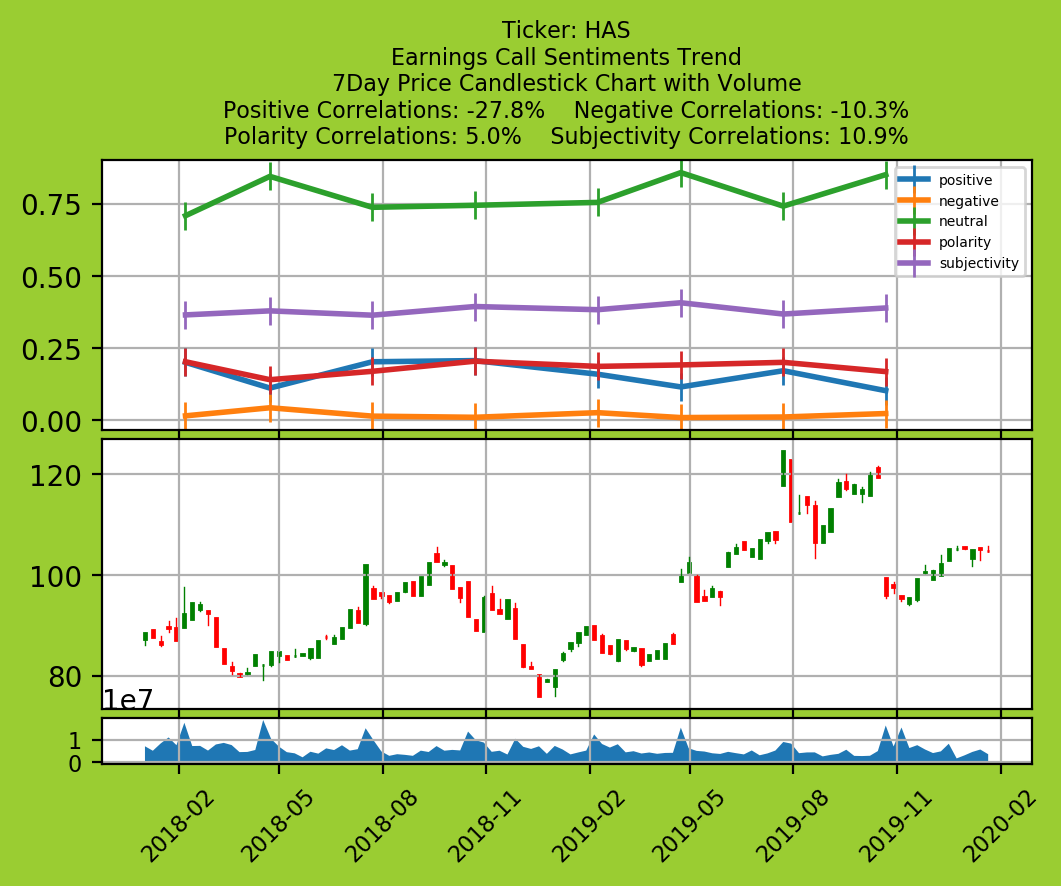 Ticker: HAS
Earnings Call Sentiments Trend
7Day Price Candlestick Chart with Volume
Positive Correlations: -27.8%    Negative Correlations: -10.3%
Polarity Correlations: 5.0%    Subjectivity Correlations: 10.9%
positive
negative
neutral
polarity
subjectivity
0.75
0.50
0.25
0.00
120
100
80
1e7
1
0
2018-02
2018-05
2018-08
2018-11
2019-02
2019-05
2019-08
2019-11
2020-02